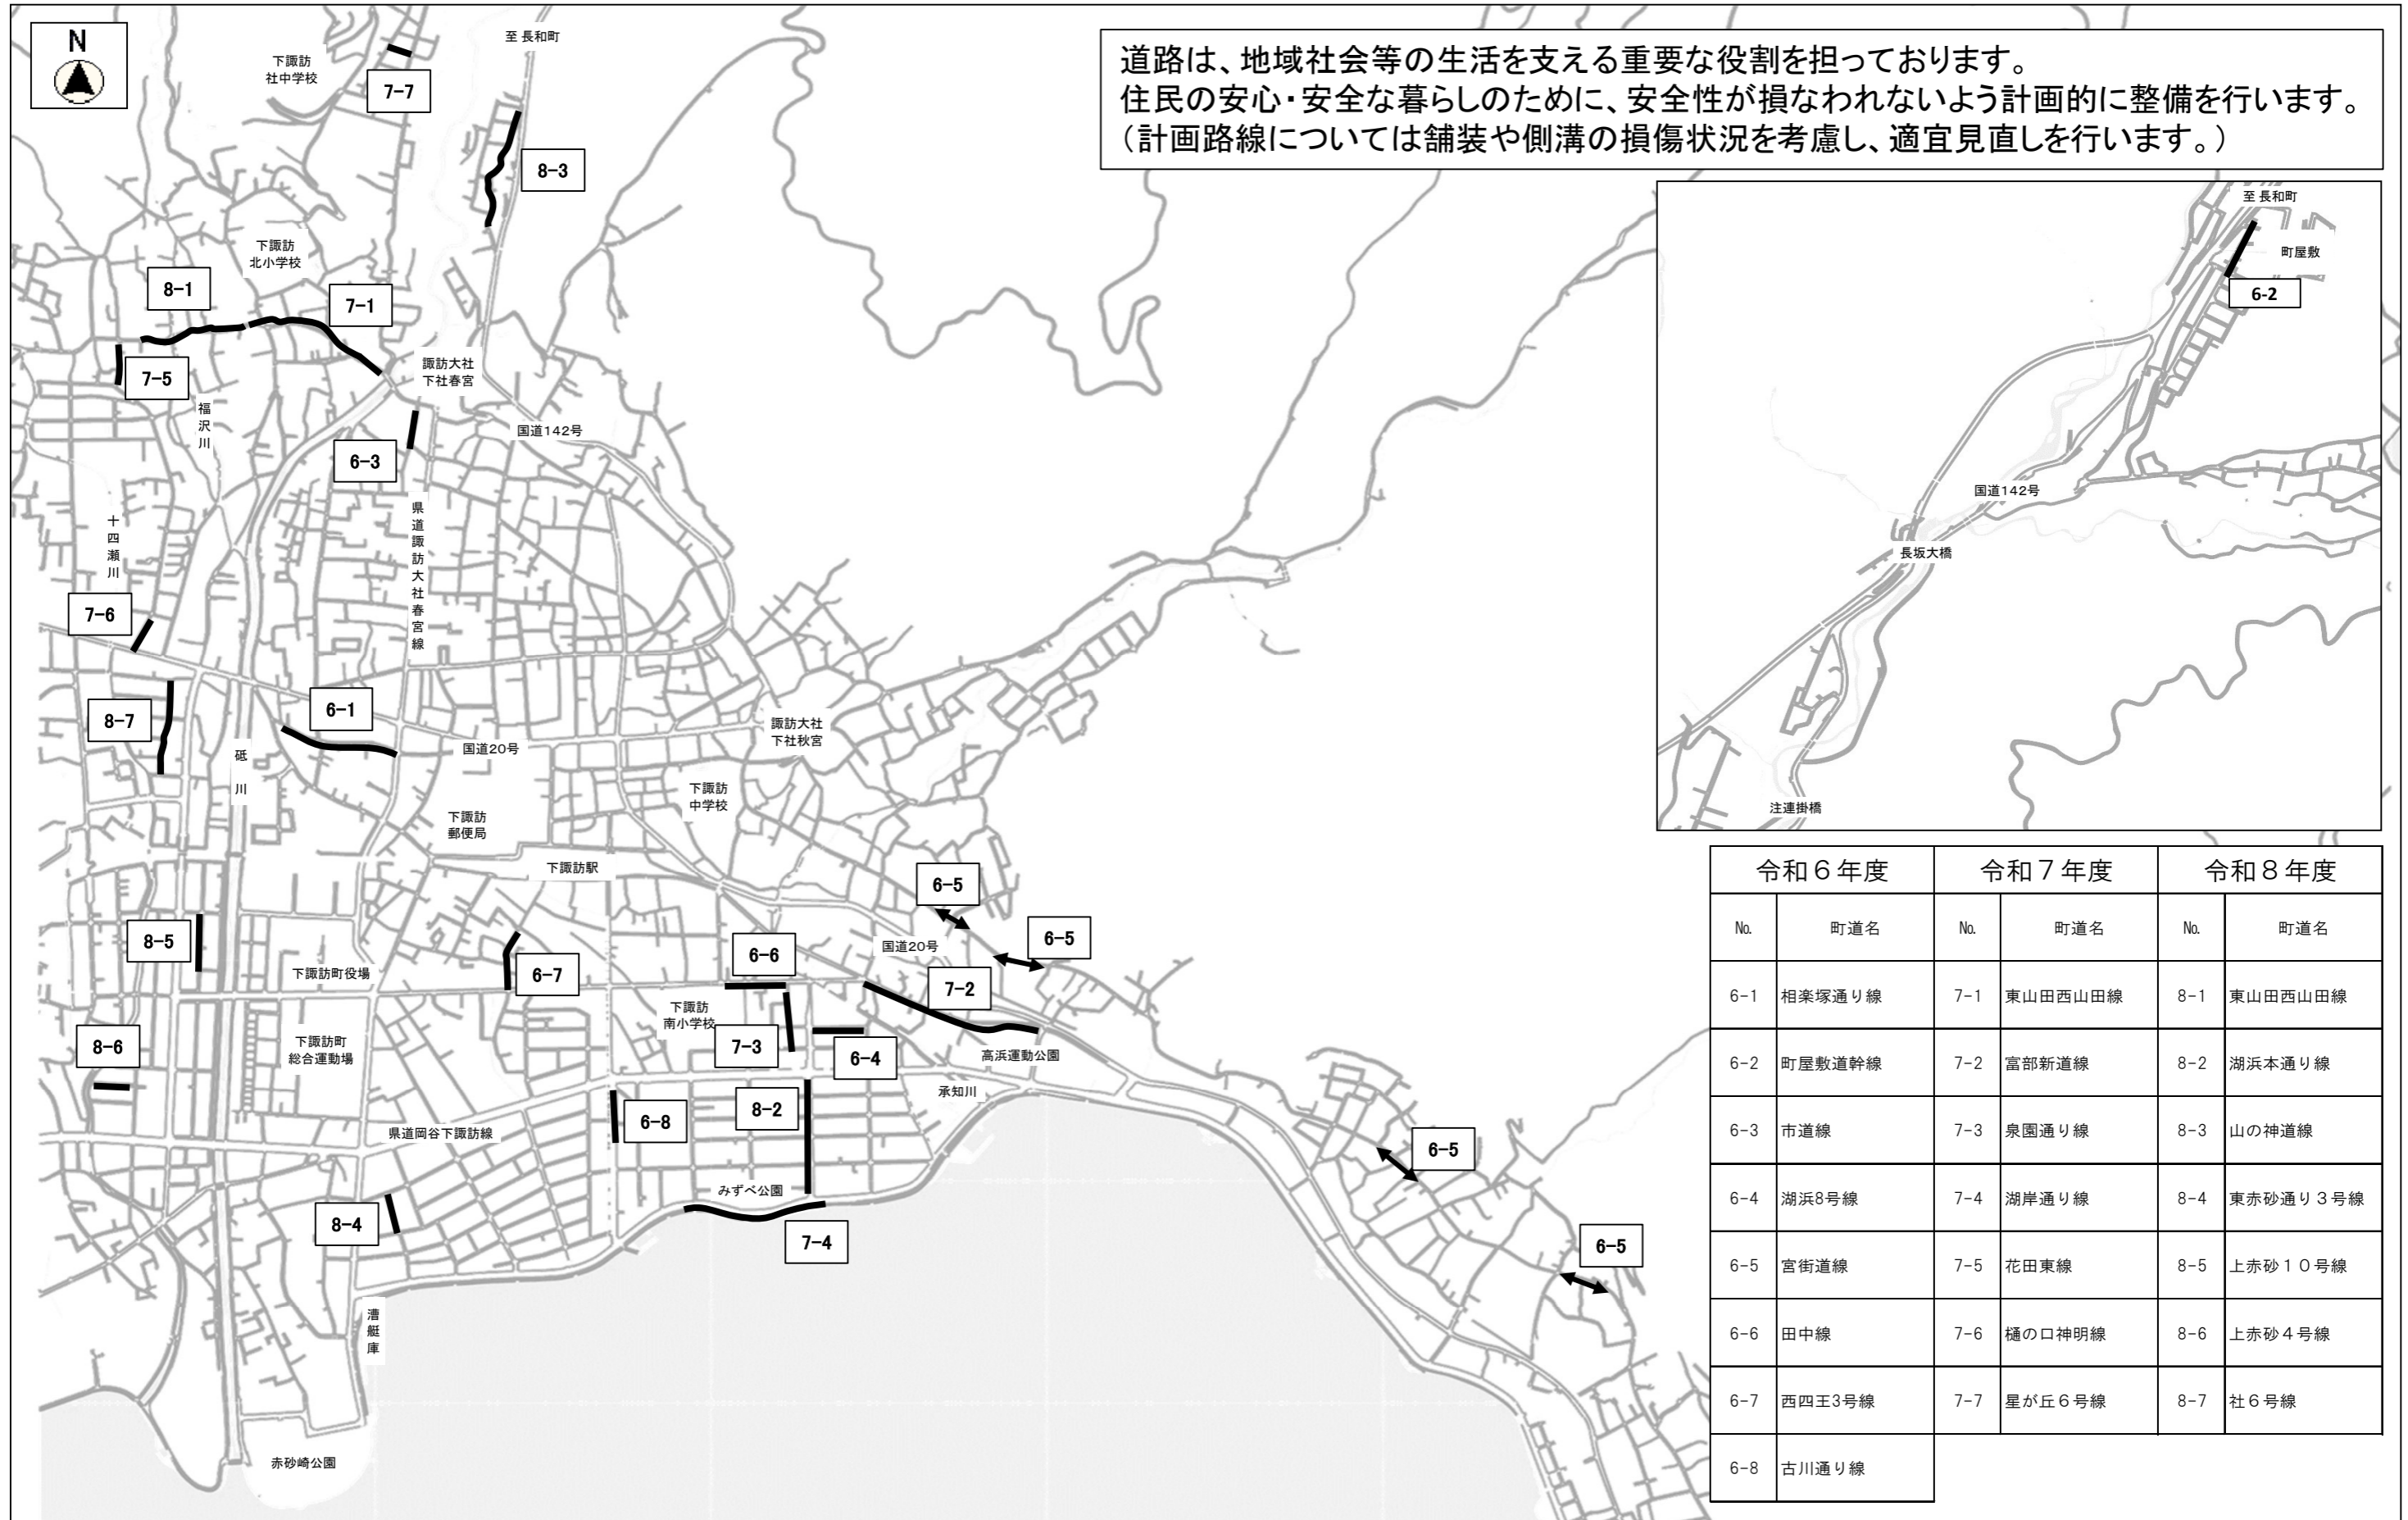 N
至 長和町
道路は、地域社会等の生活を支える重要な役割を担っております。
住民の安心・安全な暮らしのために、安全性が損なわれないよう計画的に整備を行います。
（計画路線については舗装や側溝の損傷状況を考慮し、適宜見直しを行います。）
下諏訪
社中学校
7-7
8-3
下諏訪
北小学校
8-1
7-1
7-5
諏訪大社
下社春宮
福沢川
国道142号
6-3
県道諏訪大社春宮線
十四瀬川
7-6
6-1
8-7
砥川
国道20号
諏訪大社
下社秋宮
下諏訪
中学校
下諏訪
郵便局
下諏訪駅
6-5
6-5
国道20号
8-5
6-6
6-7
下諏訪町役場
7-2
下諏訪
南小学校
7-3
6-4
高浜運動公園
8-6
下諏訪町
総合運動場
承知川
8-2
6-8
県道岡谷下諏訪線
6-5
みずべ公園
8-4
7-4
6-5
漕艇庫
赤砂崎公園
至 長和町
町屋敷
6-2
国道142号
長坂大橋
注連掛橋
令和６年度 令和７年度 令和８年度
No. 町道名 No. 町道名 No. 町道名
6-1 相楽塚通り線 7-1 東山田西山田線 8-1 東山田西山田線
6-2 町屋敷道幹線 7-2 富部新道線 8-2 湖浜本通り線
6-3 市道線 7-3 泉園通り線 8-3 山の神道線
6-4 湖浜8号線 7-4 湖岸通り線 8-4 東赤砂通り３号線
6-5 宮街道線 7-5 花田東線 8-5 上赤砂１０号線
6-6 田中線 7-6 樋の口神明線 8-6 上赤砂４号線
6-7 西四王3号線 7-7 星が丘６号線 8-7 社６号線
6-8 古川通り線